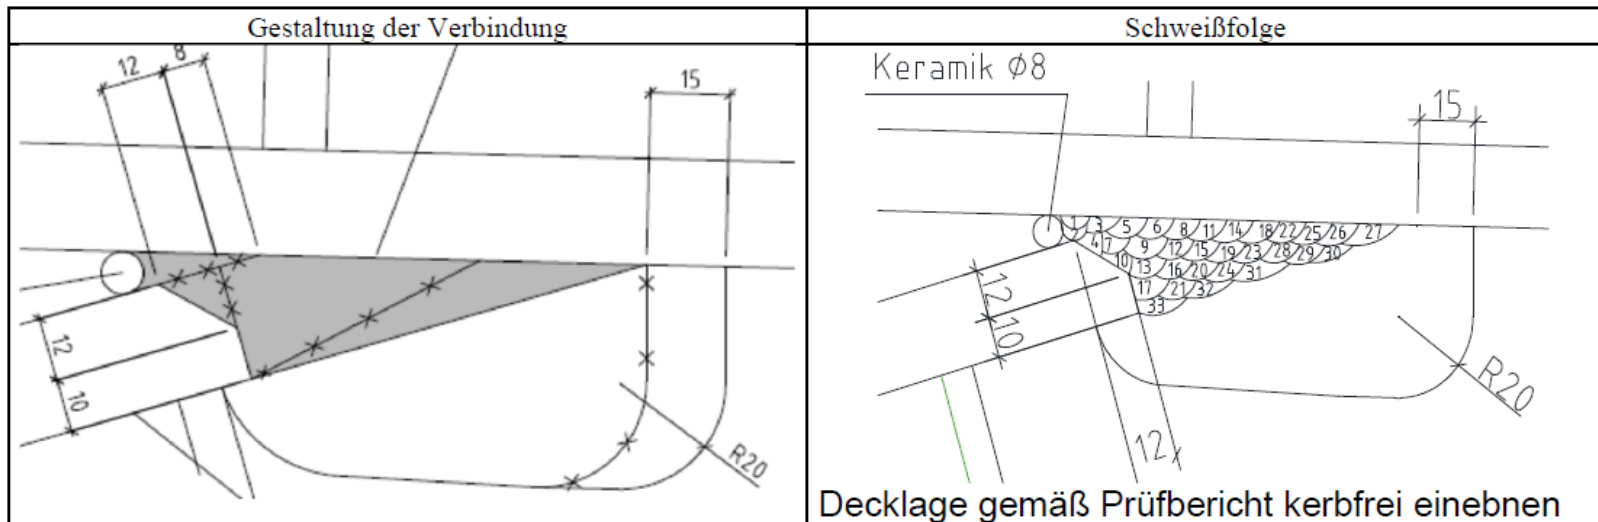 Gestaltung der Verbindung
12
8
15
12
10
R20
Schweißfolge
Keramik Ø8
15
1 3 5 6 8 11 14 18 22 25 26 27
4 7 9 12 15 19 23 28 29 30
10 13 16 20 24 31
17 21 32
33
12
10
12
R20
Decklage gemäß Prüfbericht kerbfrei einebnen